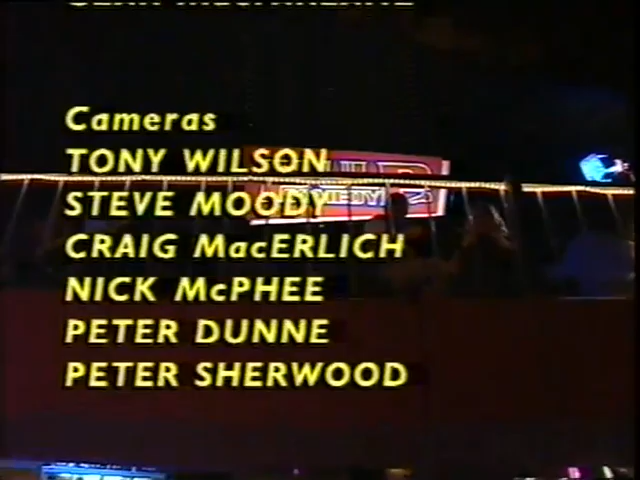 Cameras
TONY WILSON
STEVE MOODY
CRAIG MacERLICH
NICK McPHEE
PETER DUNNE
PETER SHERWOOD